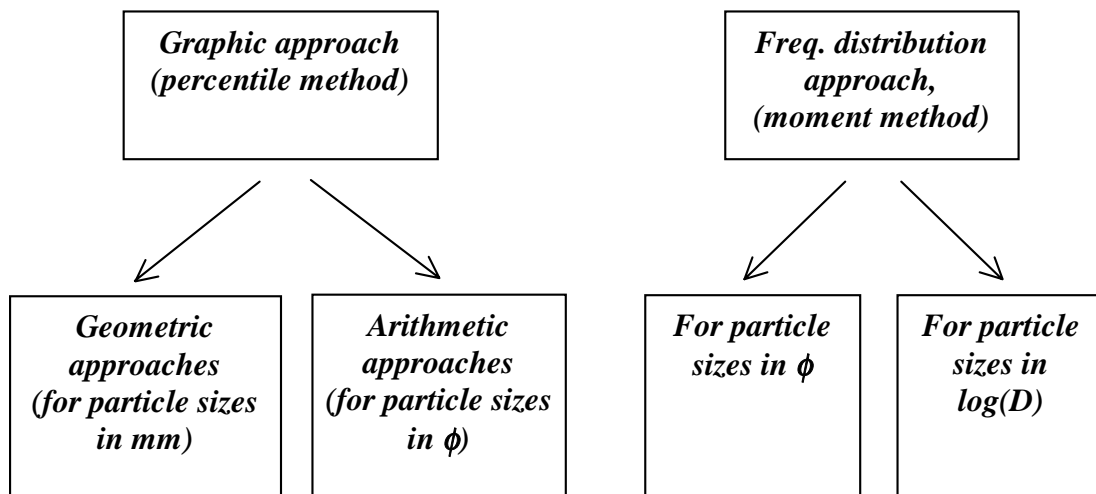 Graphic approach
(percentile method)
Freq. distribution
approach,
(moment method)
Geometric
approaches
(for particle sizes
in mm)
Arithmetic
approaches
(for particle sizes
in ϕ)
For particle
sizes in ϕ
For particle
sizes in
log(D)